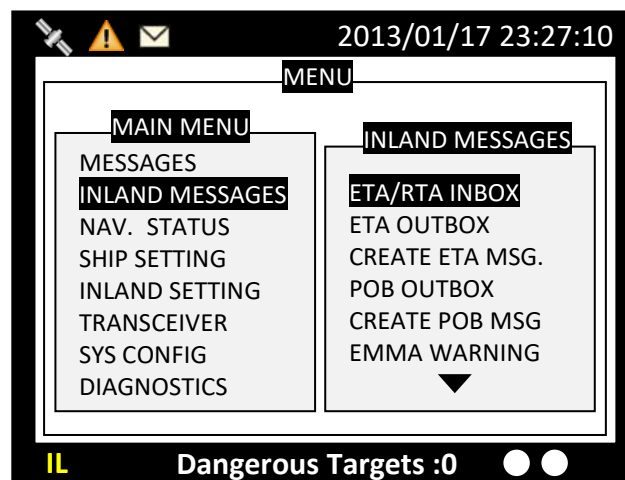 2013/01/17 23:27:10
MENU
MAIN MENU
MESSAGES
INLAND MESSAGES
NAV. STATUS
SHIP SETTING
INLAND SETTING
TRANSCEIVER
SYS CONFIG
DIAGNOSTICS
INLAND MESSAGES
ETA/RTA INBOX
ETA OUTBOX
CREATE ETA MSG.
POB OUTBOX
CREATE POB MSG
EMMA WARNING
IL Dangerous Targets :0